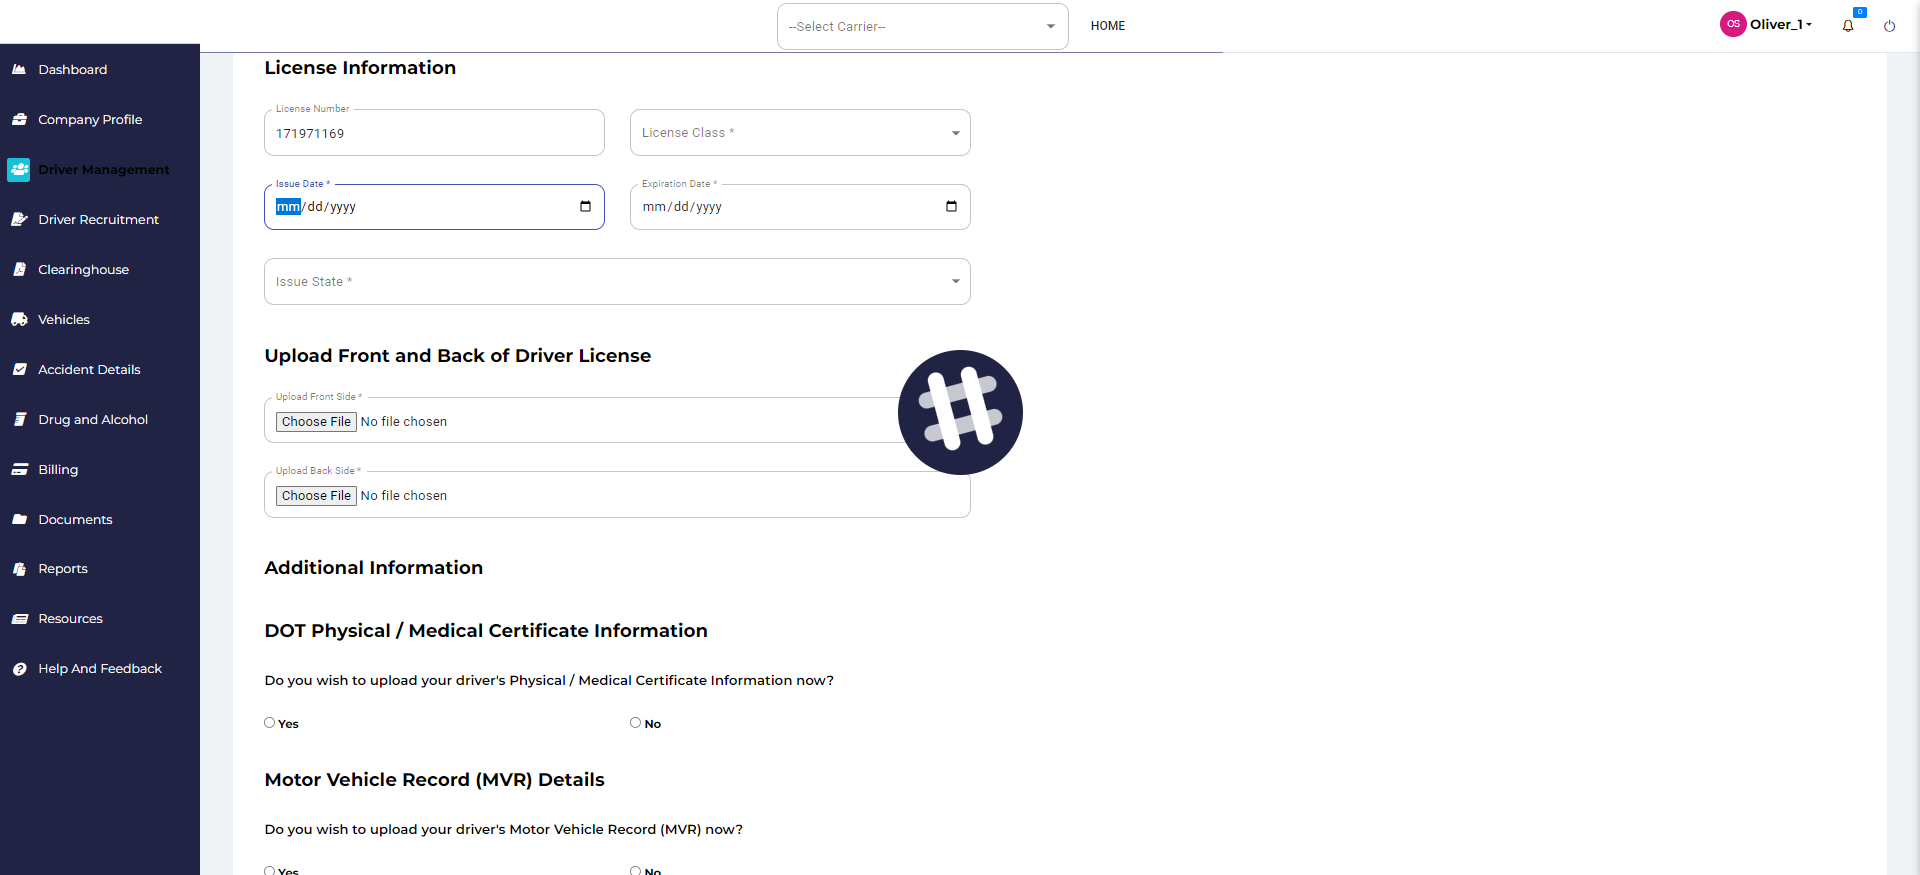 --Select Carrier--
HOME
OS
Oliver_1
0
Dashboard
Company Profile
Driver Management
Driver Recruitment
Clearinghouse
Vehicles
Accident Details
Drug and Alcohol
Billing
Documents
Reports
Resources
Help And Feedback
License Information
License Number
171971169
License Class *
Issue Date *
mm/dd/yyyy
Expiration Date *
mm/dd/yyyy
Issue State *
Upload Front and Back of Driver License
Upload Front Side *
Choose File No file chosen
Upload Back Side *
Choose File No file chosen
Additional Information
DOT Physical / Medical Certificate Information
Do you wish to upload your driver's Physical / Medical Certificate Information now?
Yes
No
Motor Vehicle Record (MVR) Details
Do you wish to upload your driver's Motor Vehicle Record (MVR) now?
Yes
No